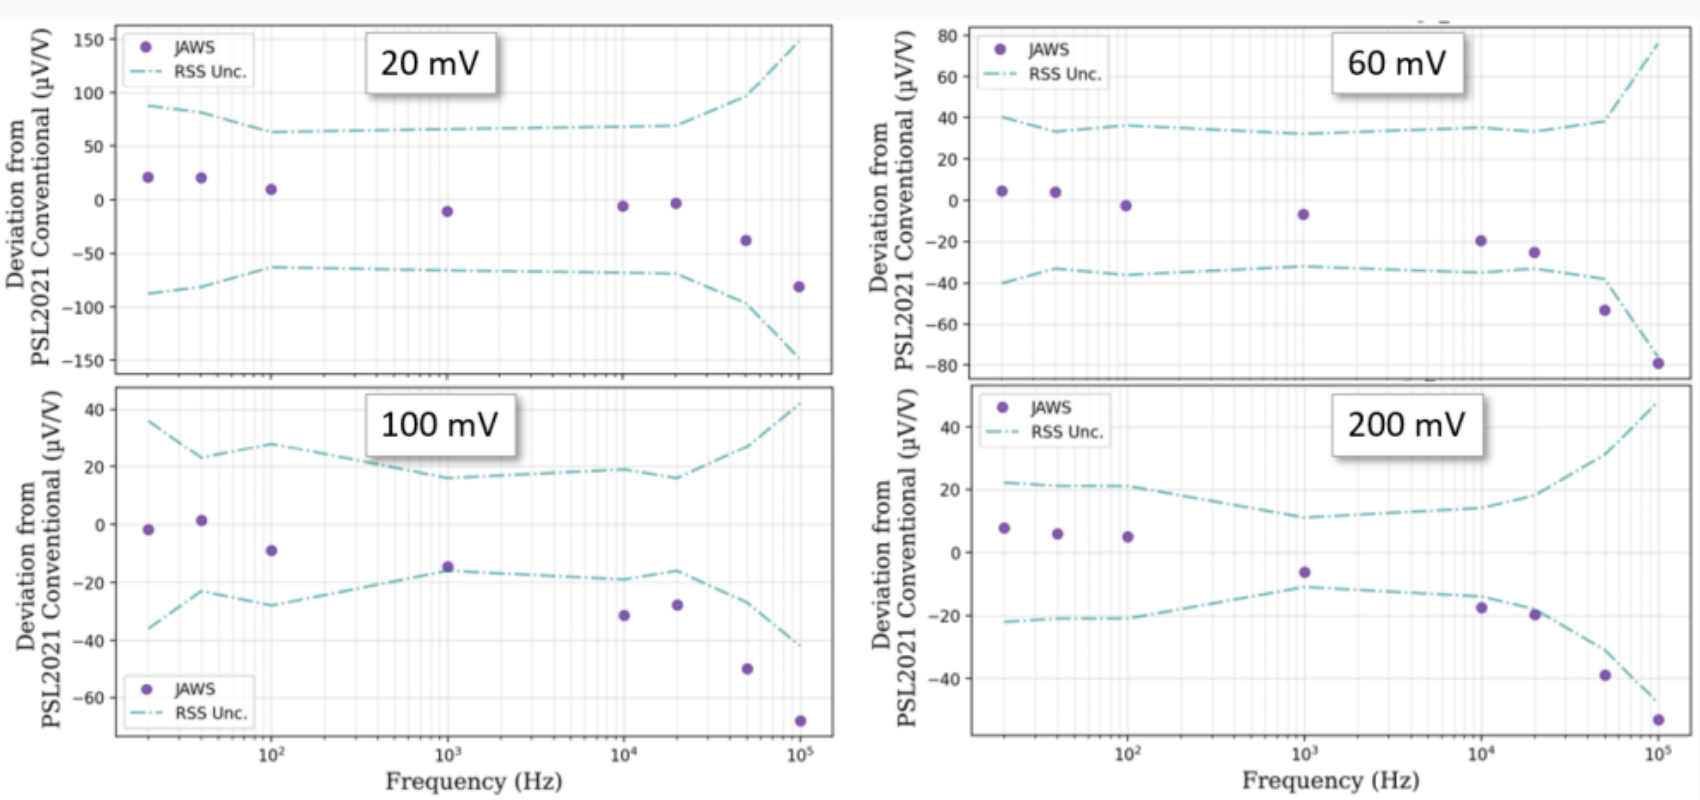 20 mV
JAWS
RSS Unc.
150
100
50
0
−50
−100
−150
Deviation from
PSL2021 Conventional (µV/V)
60 mV
JAWS
RSS Unc.
80
60
40
20
0
−20
−40
−60
−80
Deviation from
PSL2021 Conventional (µV/V)
100 mV
40
20
0
−20
−40
−60
Deviation from
PSL2021 Conventional (µV/V)
JAWS
RSS Unc.
10²
10³
10⁴
10⁵
Frequency (Hz)
200 mV
JAWS
RSS Unc.
40
20
0
−20
−40
Deviation from
PSL2021 Conventional (µV/V)
10²
10³
10⁴
10⁵
Frequency (Hz)